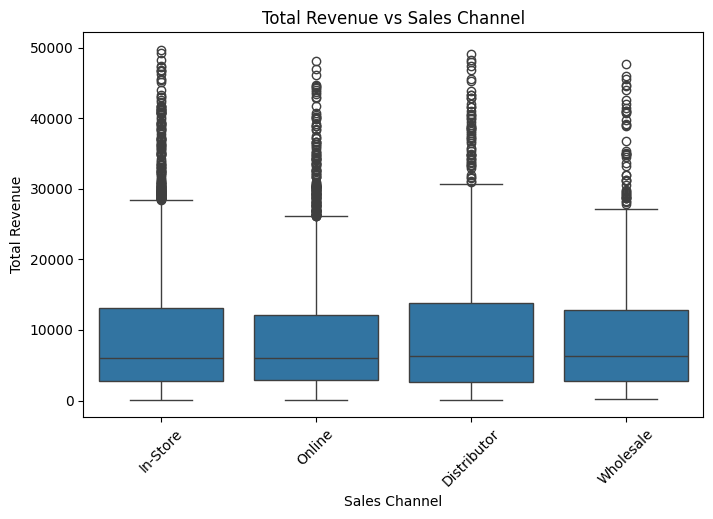 Total Revenue vs Sales Channel
50000
40000
30000
20000
10000
0
Total Revenue
In-Store
Online
Distributor
Wholesale
Sales Channel